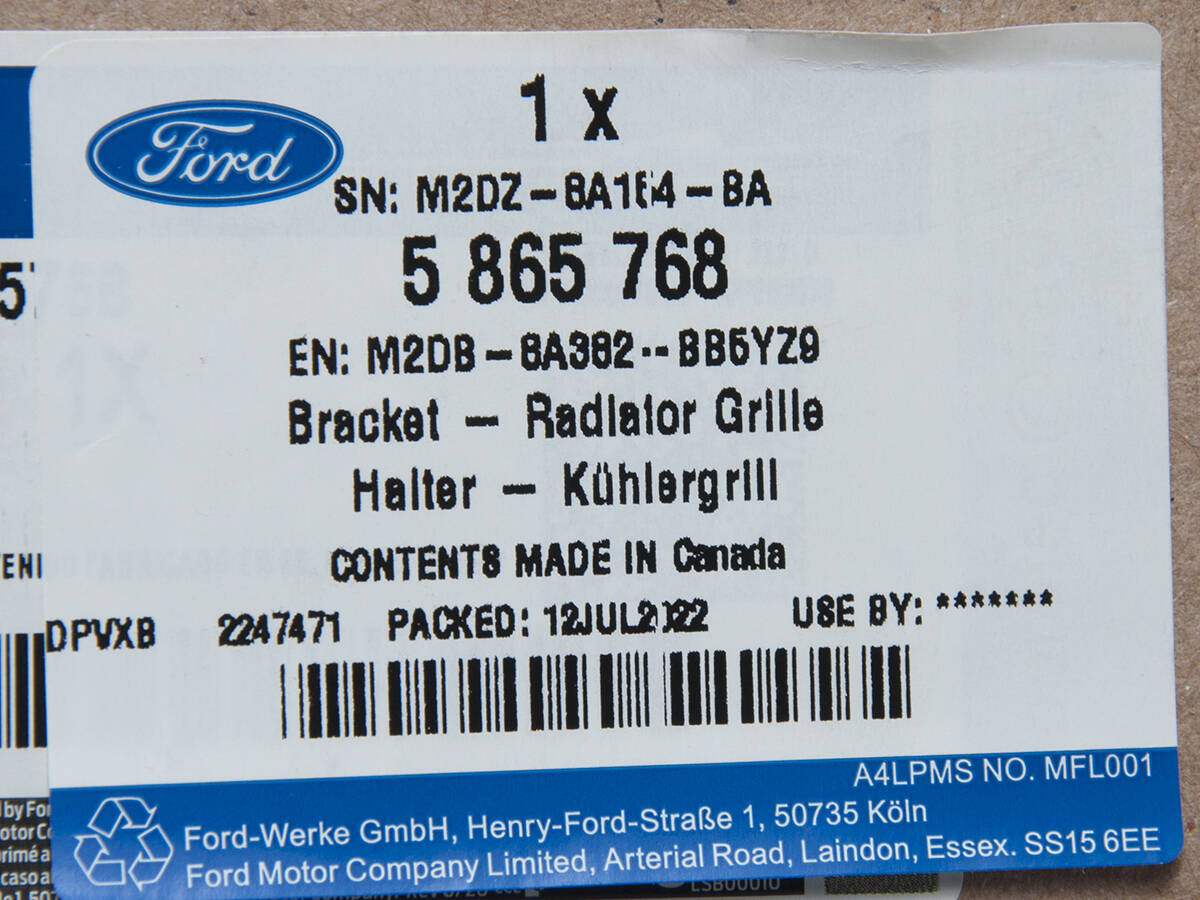 Ford
1 x
SN: M2DZ-8A164-BA
5 865 768
EN: M2DB-8A382--BB5YZ9
Bracket - Radiator Grille
Halter - Kühlergrill
CONTENTS MADE IN Canada
DPVXB 2247471 PACKED: 12JUL2022 USE BY: *******
A4LPMS NO. MFL001
Ford-Werke GmbH, Henry-Ford-Straße 1, 50735 Köln
Ford Motor Company Limited, Arterial Road, Laindon, Essex. SS15 6EE